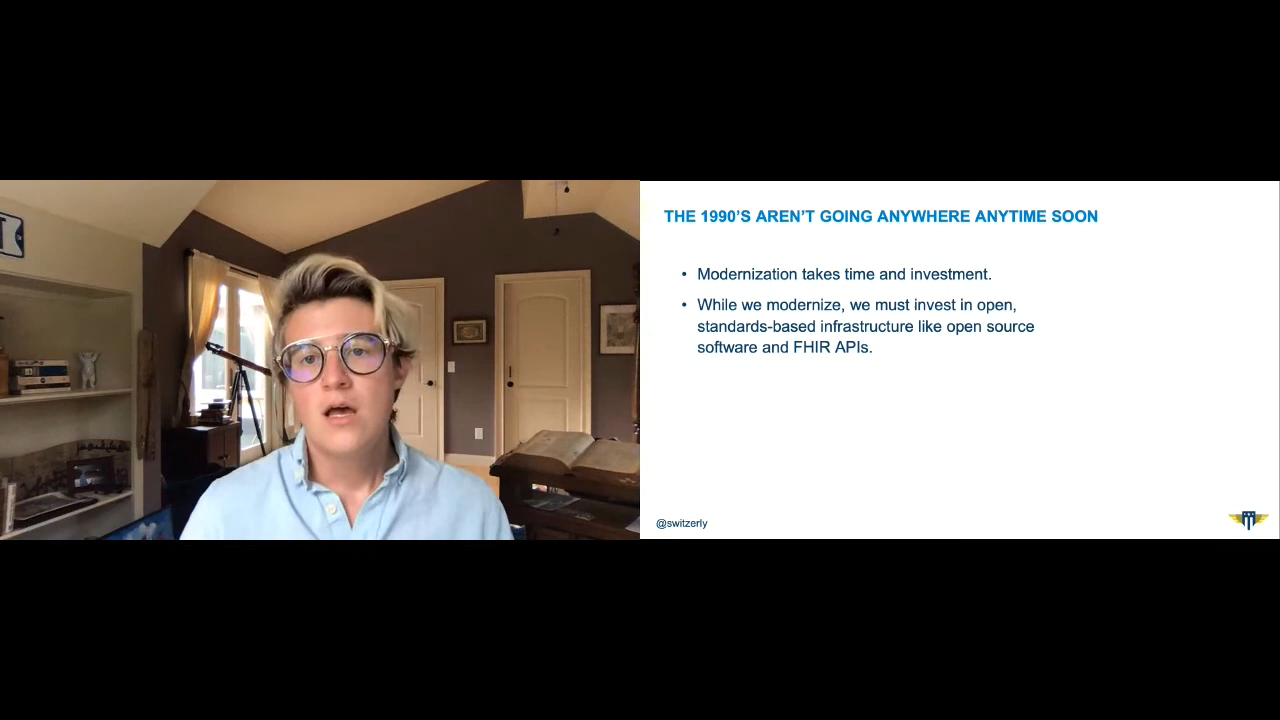 THE 1990'S AREN'T GOING ANYWHERE ANYTIME SOON
• Modernization takes time and investment.
• While we modernize, we must invest in open,
standards-based infrastructure like open source
software and FHIR APIs.
@switzerly